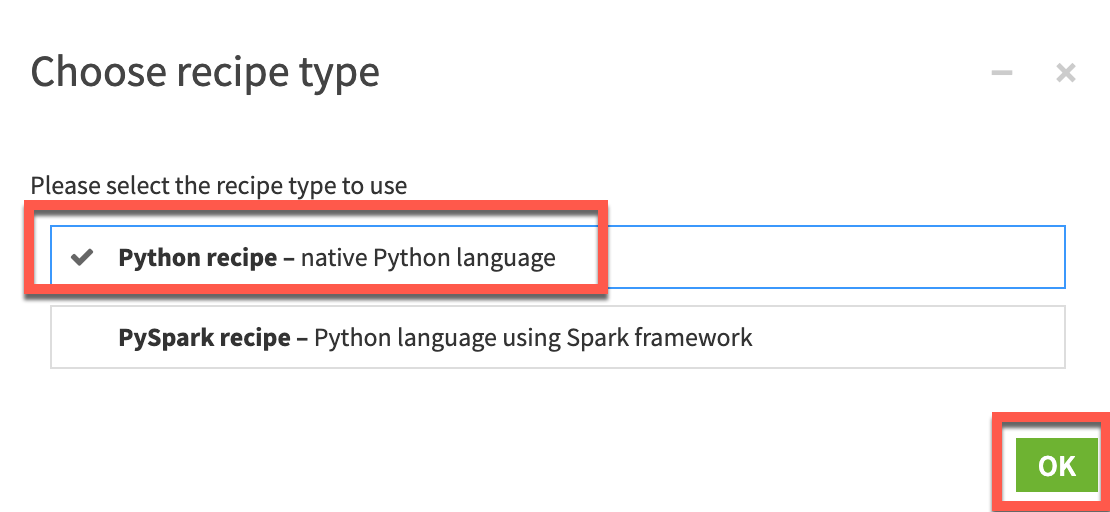 Choose recipe type
Please select the recipe type to use
Python recipe – native Python language
PySpark recipe – Python language using Spark framework
OK